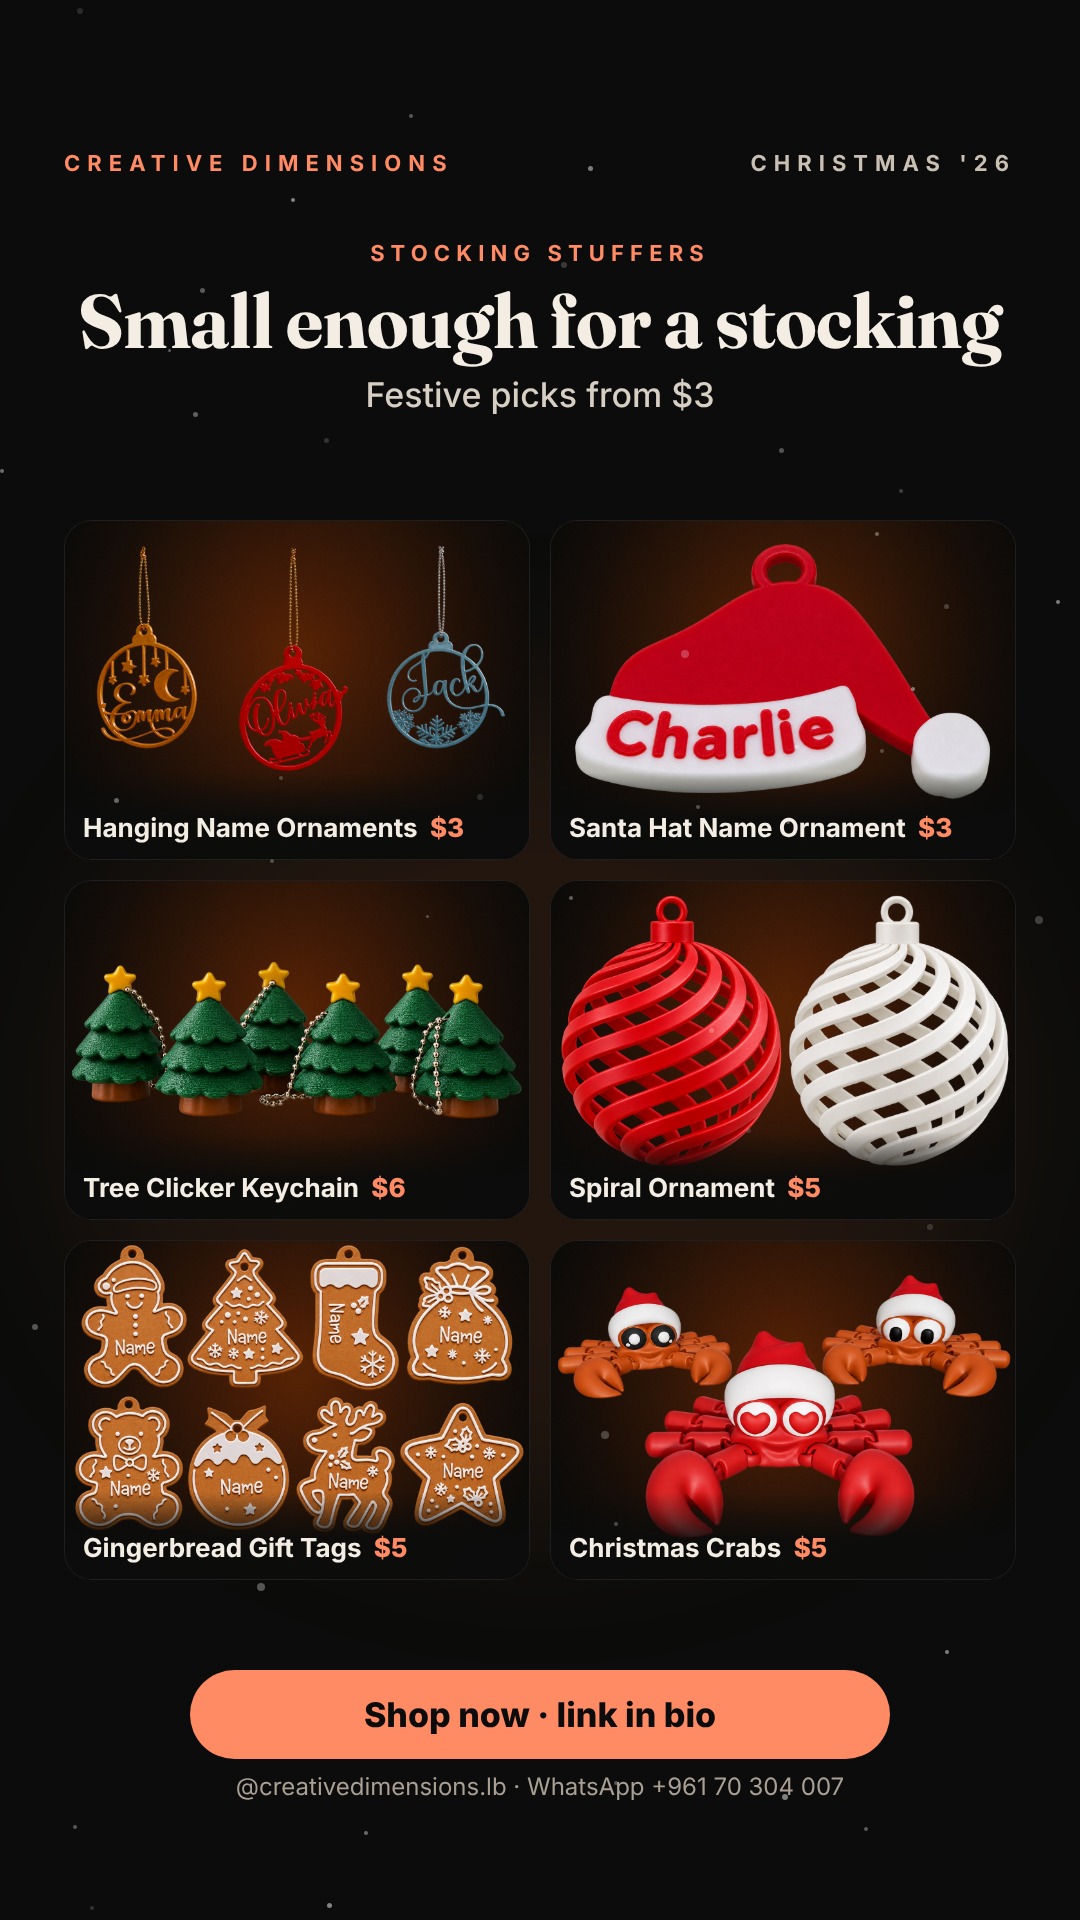 CREATIVE DIMENSIONS
CHRISTMAS '26
STOCKING STUFFERS
Small enough for a stocking
Festive picks from $3
Emma
Olivia
Jack
Hanging Name Ornaments $3
Charlie
Santa Hat Name Ornament $3
Tree Clicker Keychain $6
Spiral Ornament $5
Name
Name
Name
Name
Name
Name
Name
Name
Gingerbread Gift Tags $5
Christmas Crabs $5
Shop now · link in bio
@creativedimensions.lb · WhatsApp +961 70 304 007